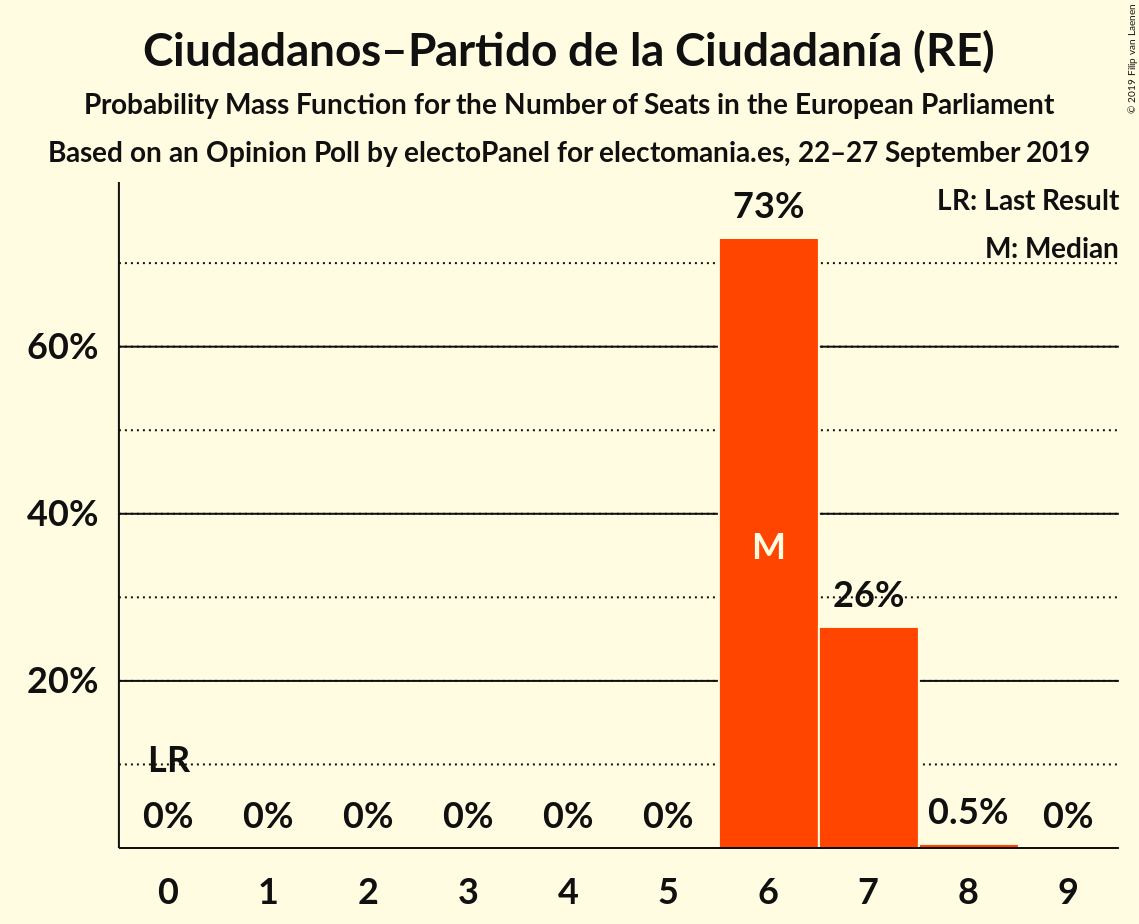 Ciudadanos–Partido de la Ciudadanía (RE)
Probability Mass Function for the Number of Seats in the European Parliament
Based on an Opinion Poll by electoPanel for electomania.es, 22–27 September 2019
© 2019 Filip van Laenen
LR: Last Result
M: Median
73%
60%
40%
M
26%
20%
LR
0% 0% 0% 0% 0% 0% 0.5% 0%
0 1 2 3 4 5 6 7 8 9